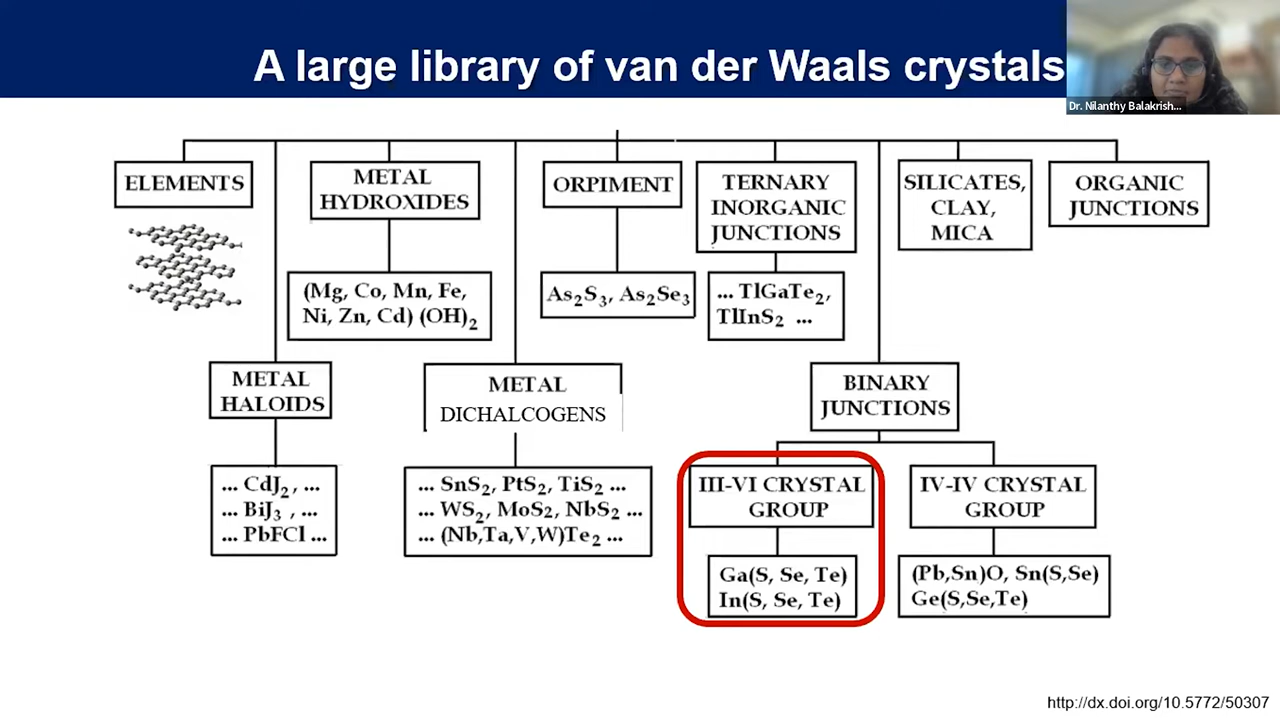 A large library of van der Waals crystals
Dr. Nilanthy Balakrish...
ELEMENTS
METAL
HYDROXIDES
(Mg, Co, Mn, Fe,
Ni, Zn, Cd) (OH)₂
ORPIMENT
As₂S₃, As₂Se₃
TERNARY
INORGANIC
JUNCTIONS
... TlGaTe₂,
TlInS₂ ...
SILICATES,
CLAY,
MICA
ORGANIC
JUNCTIONS
METAL
HALOIDS
... CdJ₂, ...
... BiJ₃ , ...
... PbFCl ...
METAL
DICHALCOGENS
... SnS₂, PtS₂, TiS₂ ...
... WS₂, MoS₂, NbS₂ ...
... (Nb,Ta,V,W)Te₂ ...
BINARY
JUNCTIONS
III-VI CRYSTAL
GROUP
Ga(S, Se, Te)
In(S, Se, Te)
IV-IV CRYSTAL
GROUP
(Pb,Sn)O, Sn(S,Se)
Ge(S,Se,Te)
http://dx.doi.org/10.5772/50307